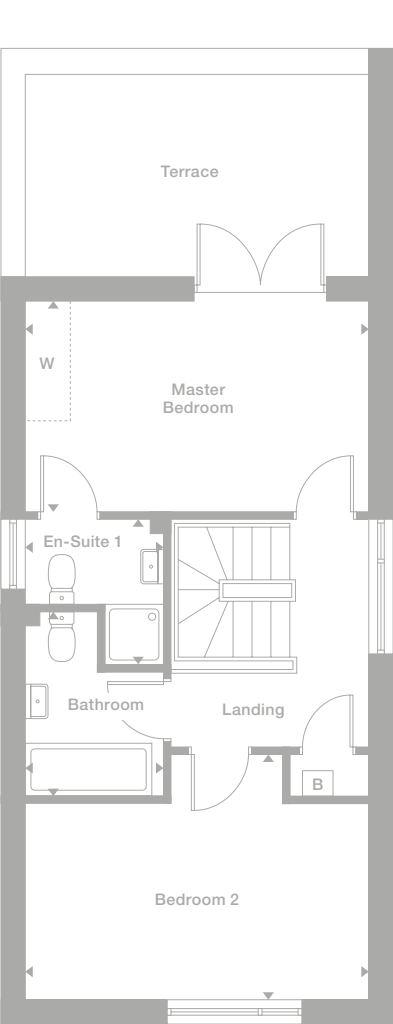 Terrace
W
Master
Bedroom
En-Suite 1
Bathroom
Landing
B
Bedroom 2